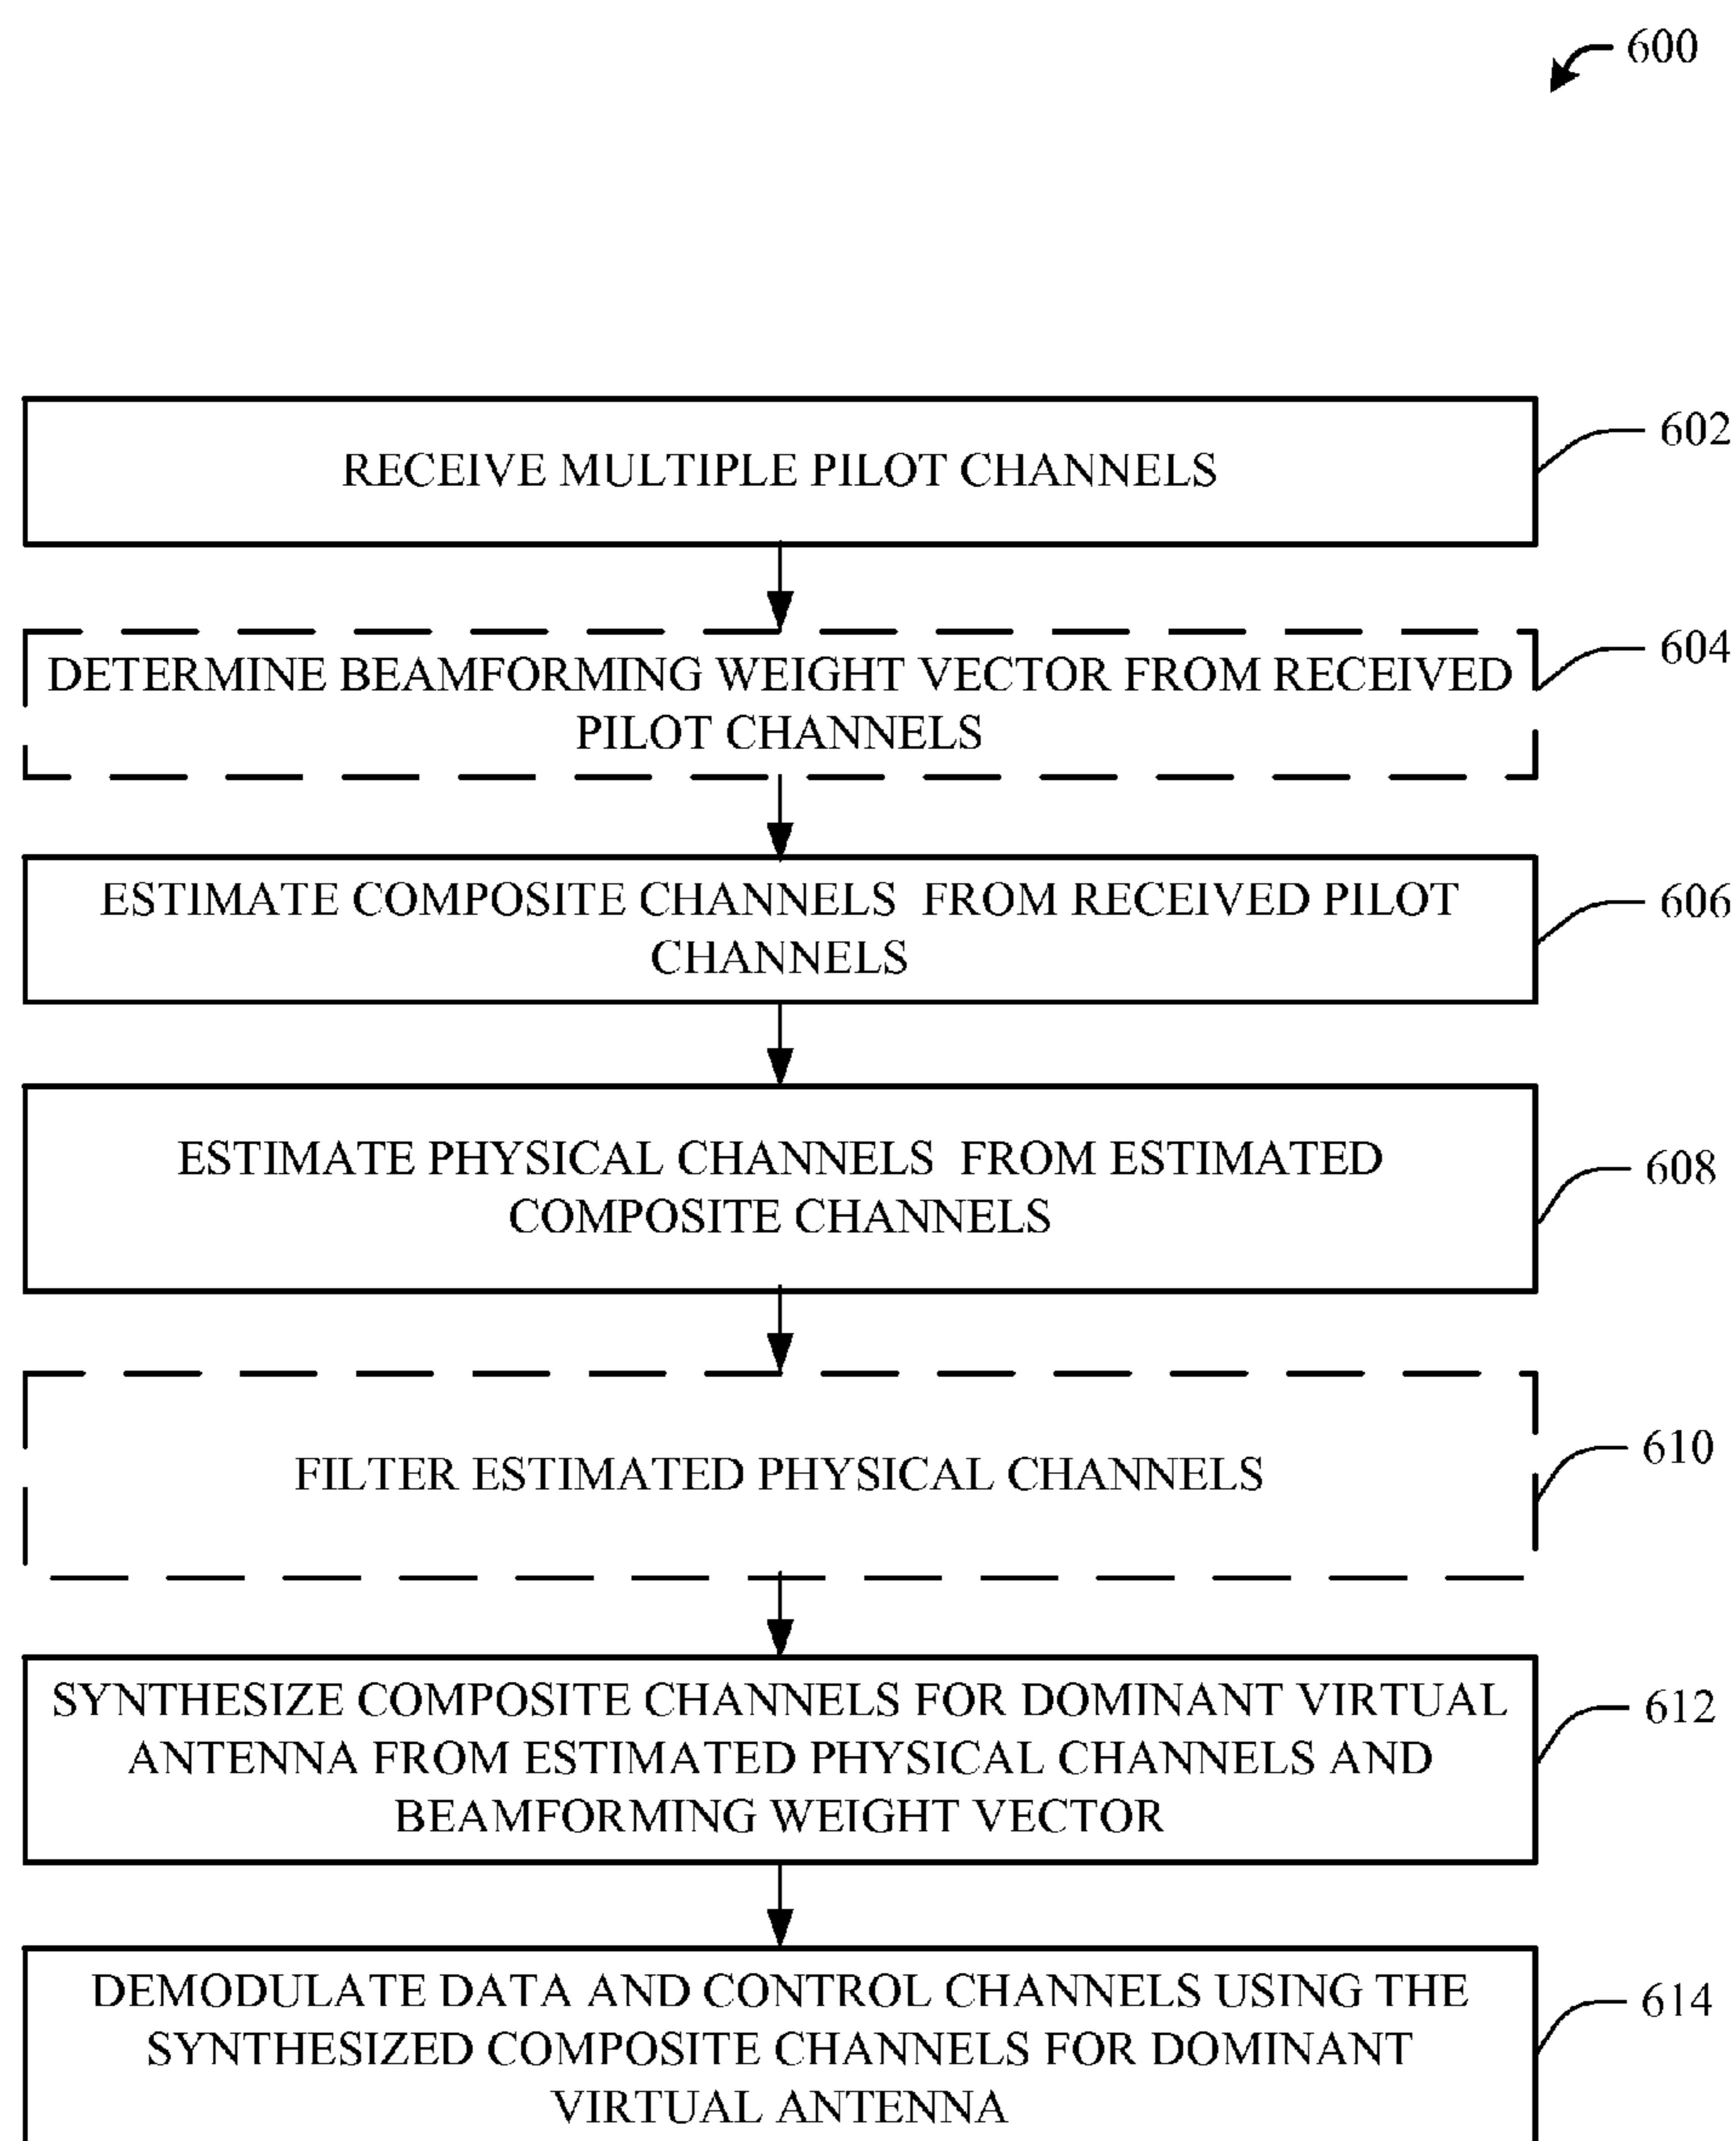 600
RECEIVE MULTIPLE PILOT CHANNELS
602
DETERMINE BEAMFORMING WEIGHT VECTOR FROM RECEIVED
PILOT CHANNELS
604
ESTIMATE COMPOSITE CHANNELS FROM RECEIVED PILOT
CHANNELS
606
ESTIMATE PHYSICAL CHANNELS FROM ESTIMATED
COMPOSITE CHANNELS
608
FILTER ESTIMATED PHYSICAL CHANNELS
610
SYNTHESIZE COMPOSITE CHANNELS FOR DOMINANT VIRTUAL
ANTENNA FROM ESTIMATED PHYSICAL CHANNELS AND
BEAMFORMING WEIGHT VECTOR
612
DEMODULATE DATA AND CONTROL CHANNELS USING THE
SYNTHESIZED COMPOSITE CHANNELS FOR DOMINANT
VIRTUAL ANTENNA
614